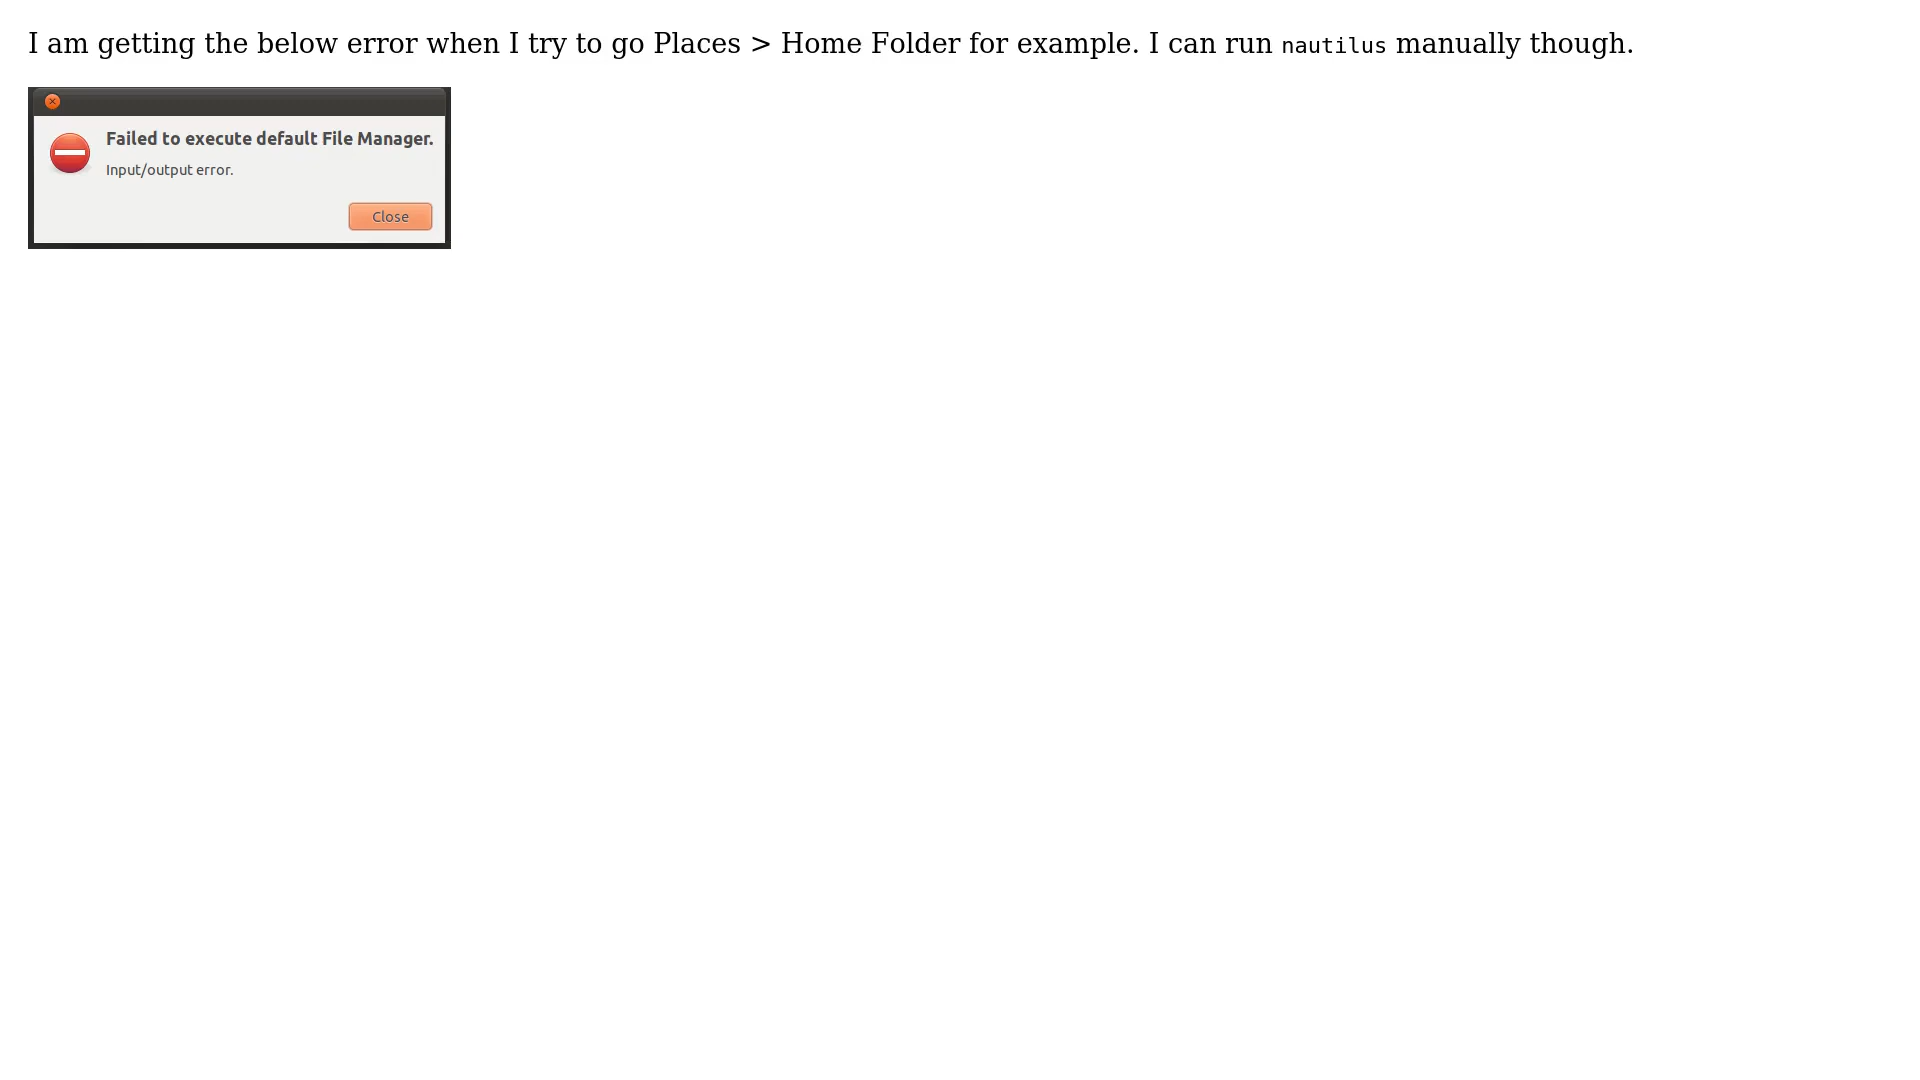 I am getting the below error when I try to go Places > Home Folder for example. I can run nautilus manually though.
Failed to execute default File Manager.
Input/output error.
Close